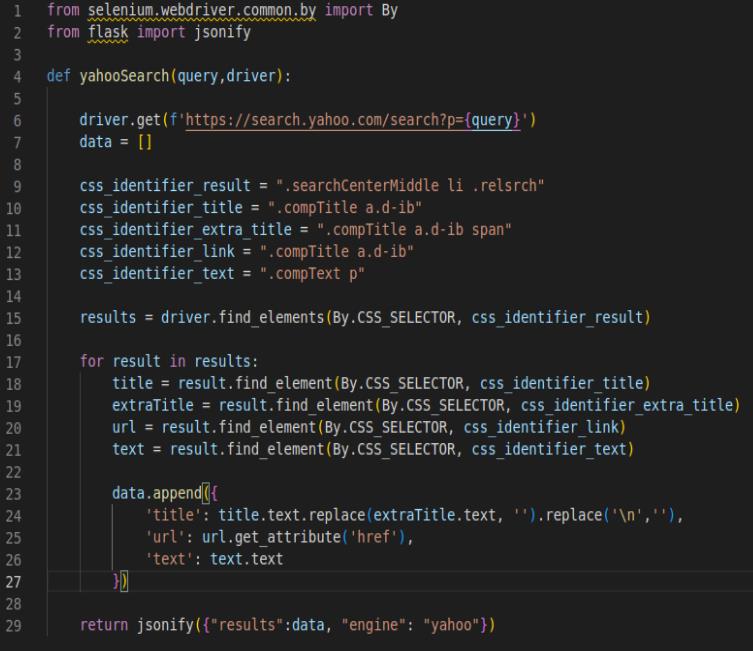 1 from selenium.webdriver.common.by import By
2 from flask import jsonify
3
4 def yahooSearch(query,driver):
5
6     driver.get(f'https://search.yahoo.com/search?p={query}')
7     data = []
8
9     css_identifier_result = ".searchCenterMiddle li .relsrch"
10     css_identifier_title = ".compTitle a.d-ib"
11     css_identifier_extra_title = ".compTitle a.d-ib span"
12     css_identifier_link = ".compTitle a.d-ib"
13     css_identifier_text = ".compText p"
14
15     results = driver.find_elements(By.CSS_SELECTOR, css_identifier_result)
16
17     for result in results:
18         title = result.find_element(By.CSS_SELECTOR, css_identifier_title)
19         extraTitle = result.find_element(By.CSS_SELECTOR, css_identifier_extra_title)
20         url = result.find_element(By.CSS_SELECTOR, css_identifier_link)
21         text = result.find_element(By.CSS_SELECTOR, css_identifier_text)
22
23         data.append({
24             'title': title.text.replace(extraTitle.text, '').replace('\n',''),
25             'url': url.get_attribute('href'),
26             'text': text.text
27         })
28
29     return jsonify({"results":data, "engine": "yahoo"})